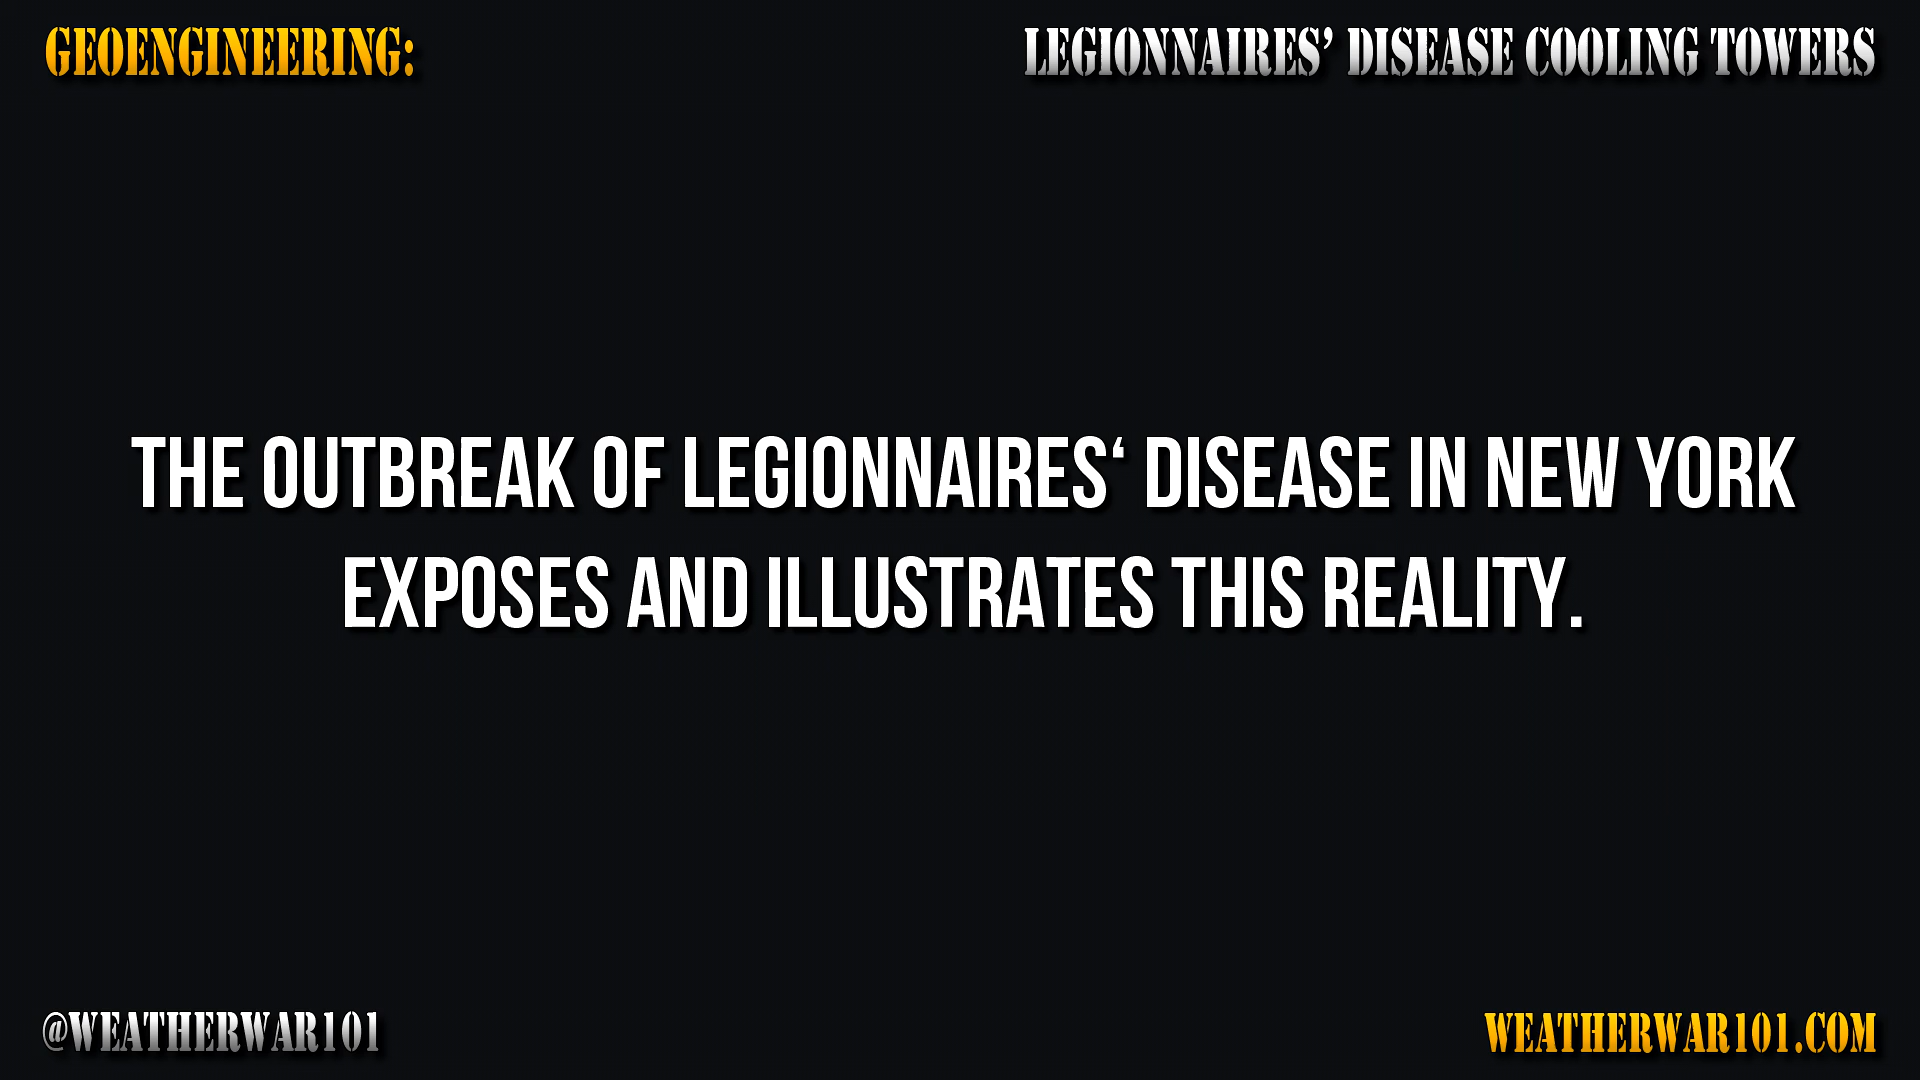 GEOENGINEERING:
LEGIONNAIRES’ DISEASE COOLING TOWERS
THE OUTBREAK OF LEGIONNAIRES‘ DISEASE IN NEW YORK
EXPOSES AND ILLUSTRATES THIS REALITY.
@WEATHERWAR101
WEATHERWAR101.COM